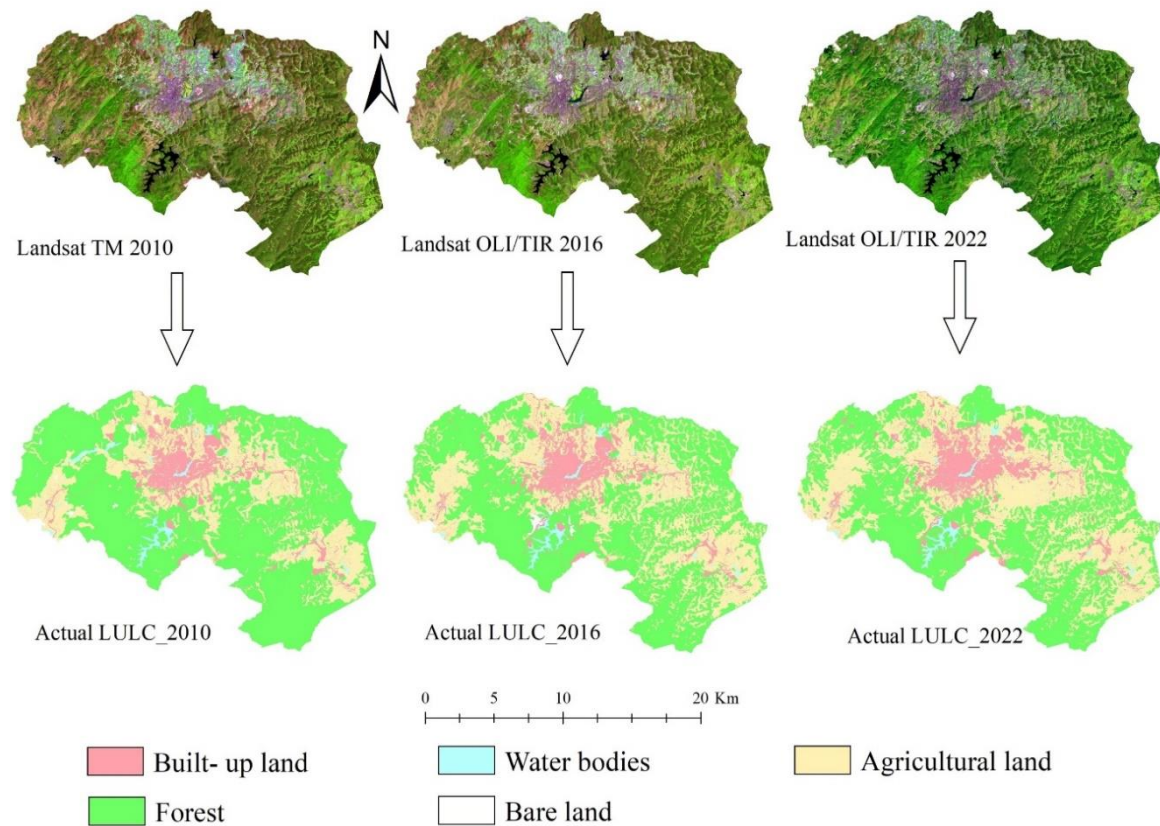 N
Landsat TM 2010
Landsat OLI/TIR 2016
Landsat OLI/TIR 2022
Actual LULC_2010
Actual LULC_2016
Actual LULC_2022
0 5 10 20 Km
Built- up land
Water bodies
Agricultural land
Forest
Bare land